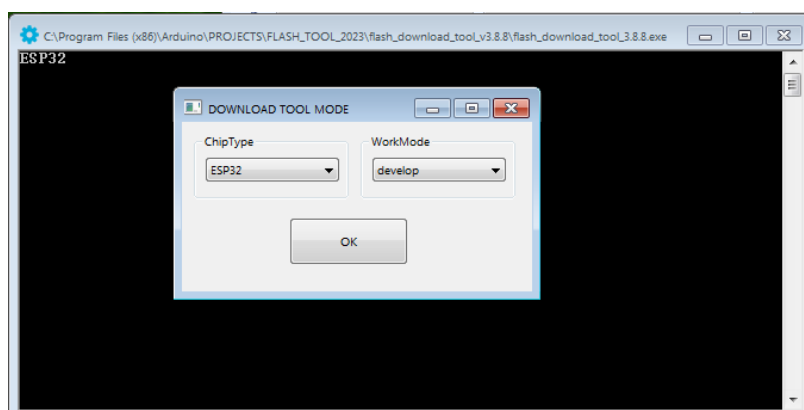 C:\Program Files (x86)\Arduino\PROJECTS\FLASH_TOOL_2023\flash_download_tool_v3.8.8\flash_download_tool_3.8.8.exe
ESP32
DOWNLOAD TOOL MODE
ChipType
WorkMode
ESP32
develop
OK